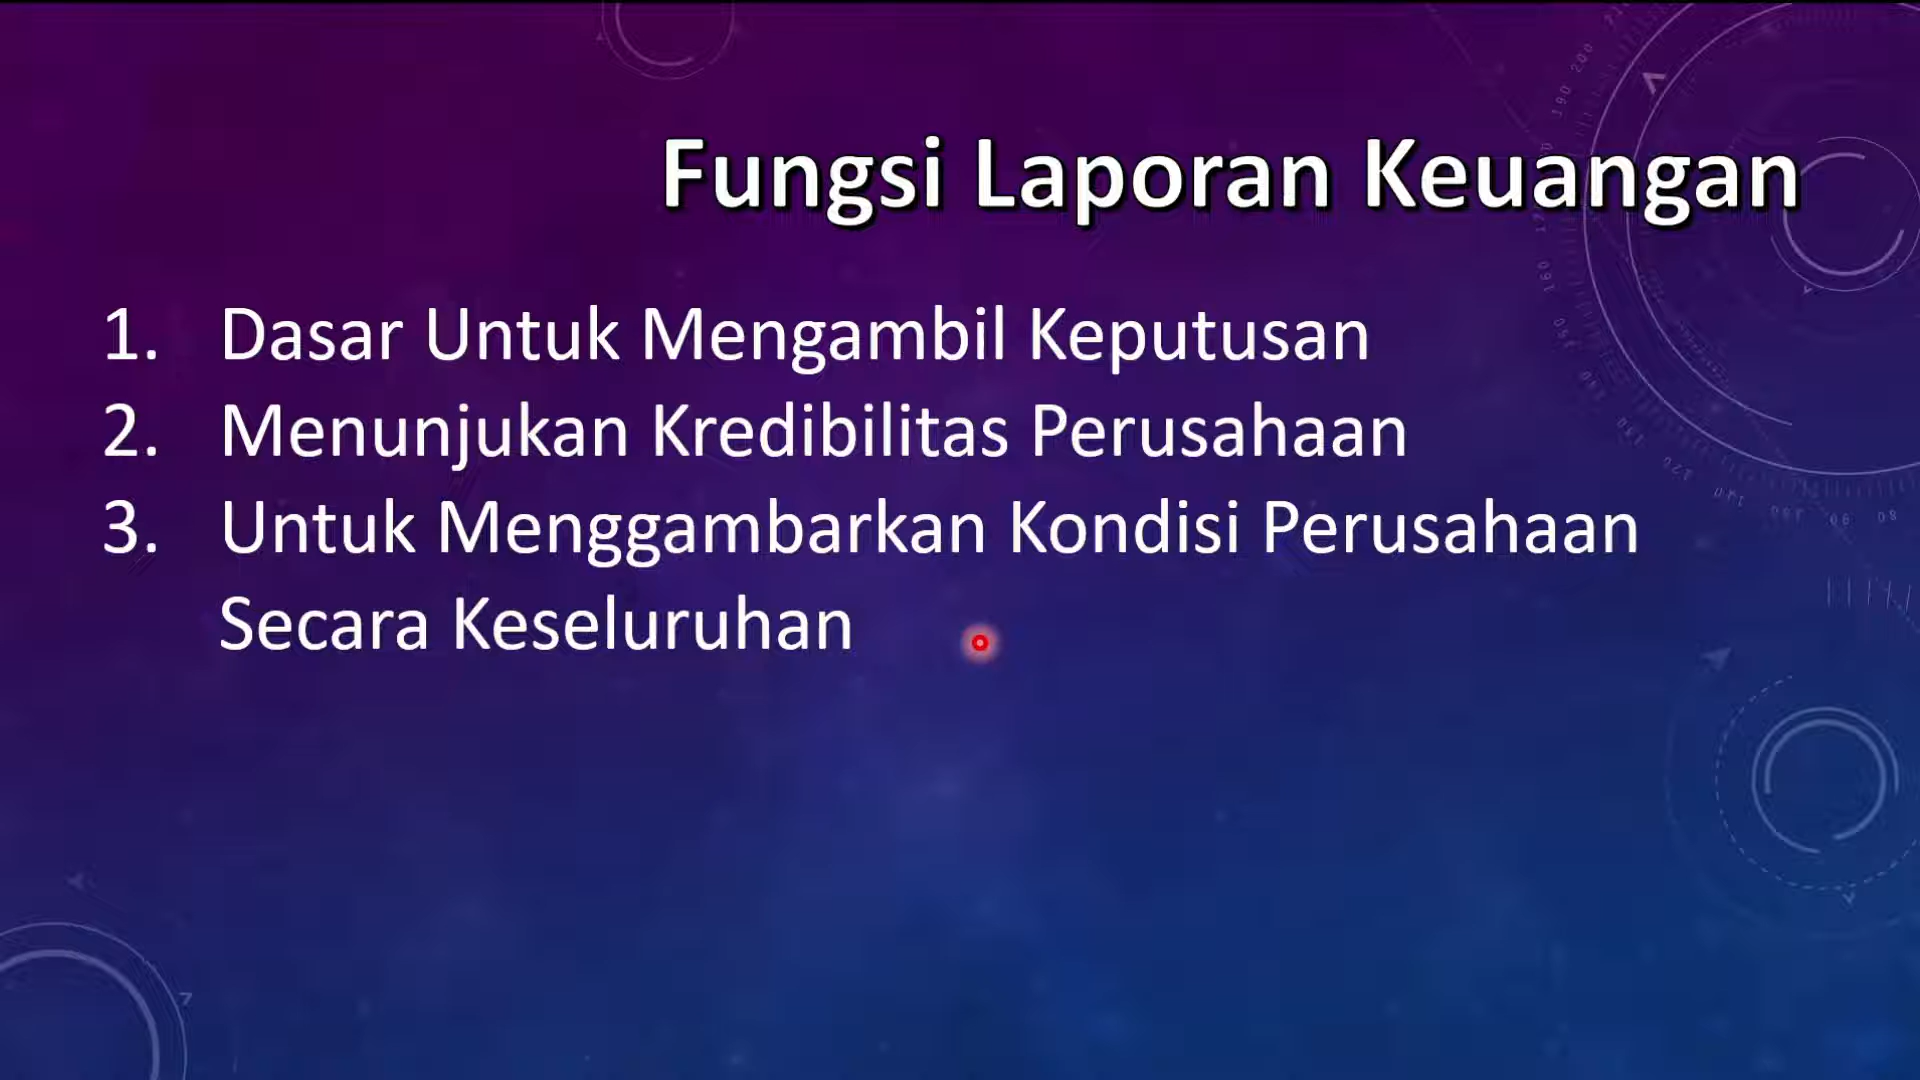 Fungsi Laporan Keuangan
1. Dasar Untuk Mengambil Keputusan
2. Menunjukan Kredibilitas Perusahaan
3. Untuk Menggambarkan Kondisi Perusahaan
Secara Keseluruhan